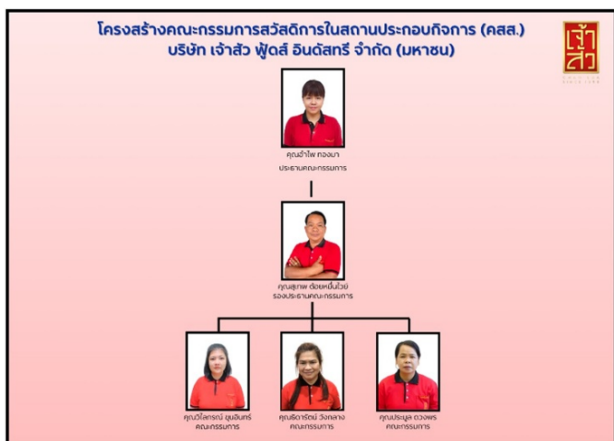 โครงสร้างคณะกรรมการสวัสดิการในสถานประกอบกิจการ (คสส.)
บริษัท เจ้าสัว ฟู้ดส์ อินดัสทรี จำกัด (มหาชน)
เจ้า
สัว
คุณอำไพ ทองมา
ประธานคณะกรรมการ
คุณสุเทพ ต้อยหมื่นไวย์
รองประธานคณะกรรมการ
คุณวิไลภรณ์ ขุนอินทร์
คณะกรรมการ
คุณธิดารัตน์ วังกลาง
คณะกรรมการ
คุณประมูล ดวงพร
คณะกรรมการ